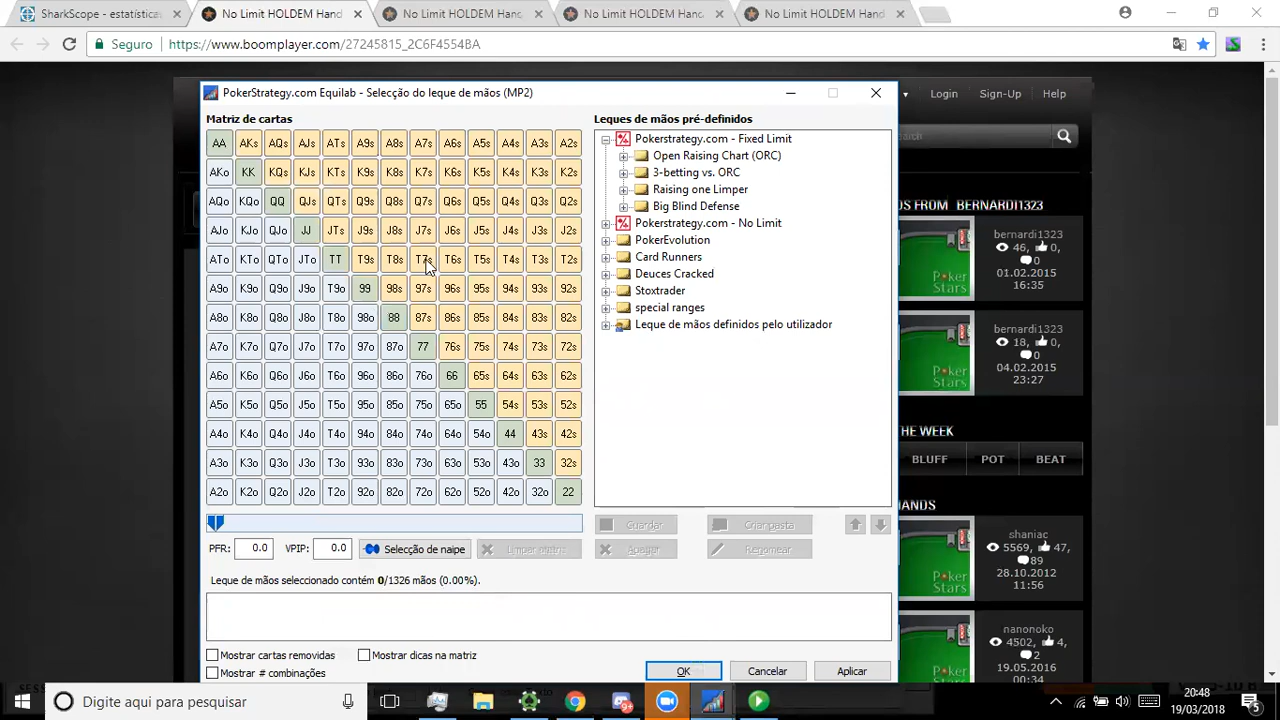 SharkScope - estatística
No Limit HOLDEM Hand
No Limit HOLDEM Hand
No Limit HOLDEM Hand
No Limit HOLDEM Hand
Seguro
https://www.boomplayer.com/27245815_2C6F4554BA
PokerStrategy.com Equilab - Selecção do leque de mãos (MP2)
Login Sign-Up Help
Matriz de cartas
Leques de mãos pré-definidos
AA AKs AQs AJs ATs A9s A8s A7s A6s A5s A4s A3s A2s
AKo KK KQs KJs KTs K9s K8s K7s K6s K5s K4s K3s K2s
AQo KQo QQ QJs QTs Q9s Q8s Q7s Q6s Q5s Q4s Q3s Q2s
AJo KJo QJo JJ JTs J9s J8s J7s J6s J5s J4s J3s J2s
ATo KTo QTo JTo TT T9s T8s T7s T6s T5s T4s T3s T2s
A9o K9o Q9o J9o T9o 99 98s 97s 96s 95s 94s 93s 92s
A8o K8o Q8o J8o T8o 98o 88 87s 86s 85s 84s 83s 82s
A7o K7o Q7o J7o T7o 97o 87o 77 76s 75s 74s 73s 72s
A6o K6o Q6o J6o T6o 96o 86o 76o 66 65s 64s 63s 62s
A5o K5o Q5o J5o T5o 95o 85o 75o 65o 55 54s 53s 52s
A4o K4o Q4o J4o T4o 94o 84o 74o 64o 54o 44 43s 42s
A3o K3o Q3o J3o T3o 93o 83o 73o 63o 53o 43o 33 32s
A2o K2o Q2o J2o T2o 92o 82o 72o 62o 52o 42o 32o 22
Pokerstrategy.com - Fixed Limit
Open Raising Chart (ORC)
3-betting vs. ORC
Raising one Limper
Big Blind Defense
Pokerstrategy.com - No Limit
PokerEvolution
Card Runners
Deuces Cracked
Stoxtrader
special ranges
Leque de mãos definidos pelo utilizador
Guardar
Criar pasta
Apagar
Renomear
PFR: 0.0
VPIP: 0.0
Selecção de naipe
Limpar matriz
Leque de mãos seleccionado contém 0/1326 mãos (0.00%).
Mostrar cartas removidas
Mostrar dicas na matriz
Mostrar # combinações
OK
Cancelar
Aplicar
FROM BERNARDI1323
bernardi1323
46, 0,
0
01.02.2015
16:35
bernardi1323
18, 0,
0
04.02.2015
23:27
THE WEEK
BLUFF POT BEAT
HANDS
shaniac
5569, 47,
89
28.10.2012
11:56
nanonoko
4502, 4,
2
19.05.2016
00:34
Poker
Stars
Poker
Stars
Poker
Stars
Poker
Stars
Digite aqui para pesquisar
20:48
19/03/2018
5